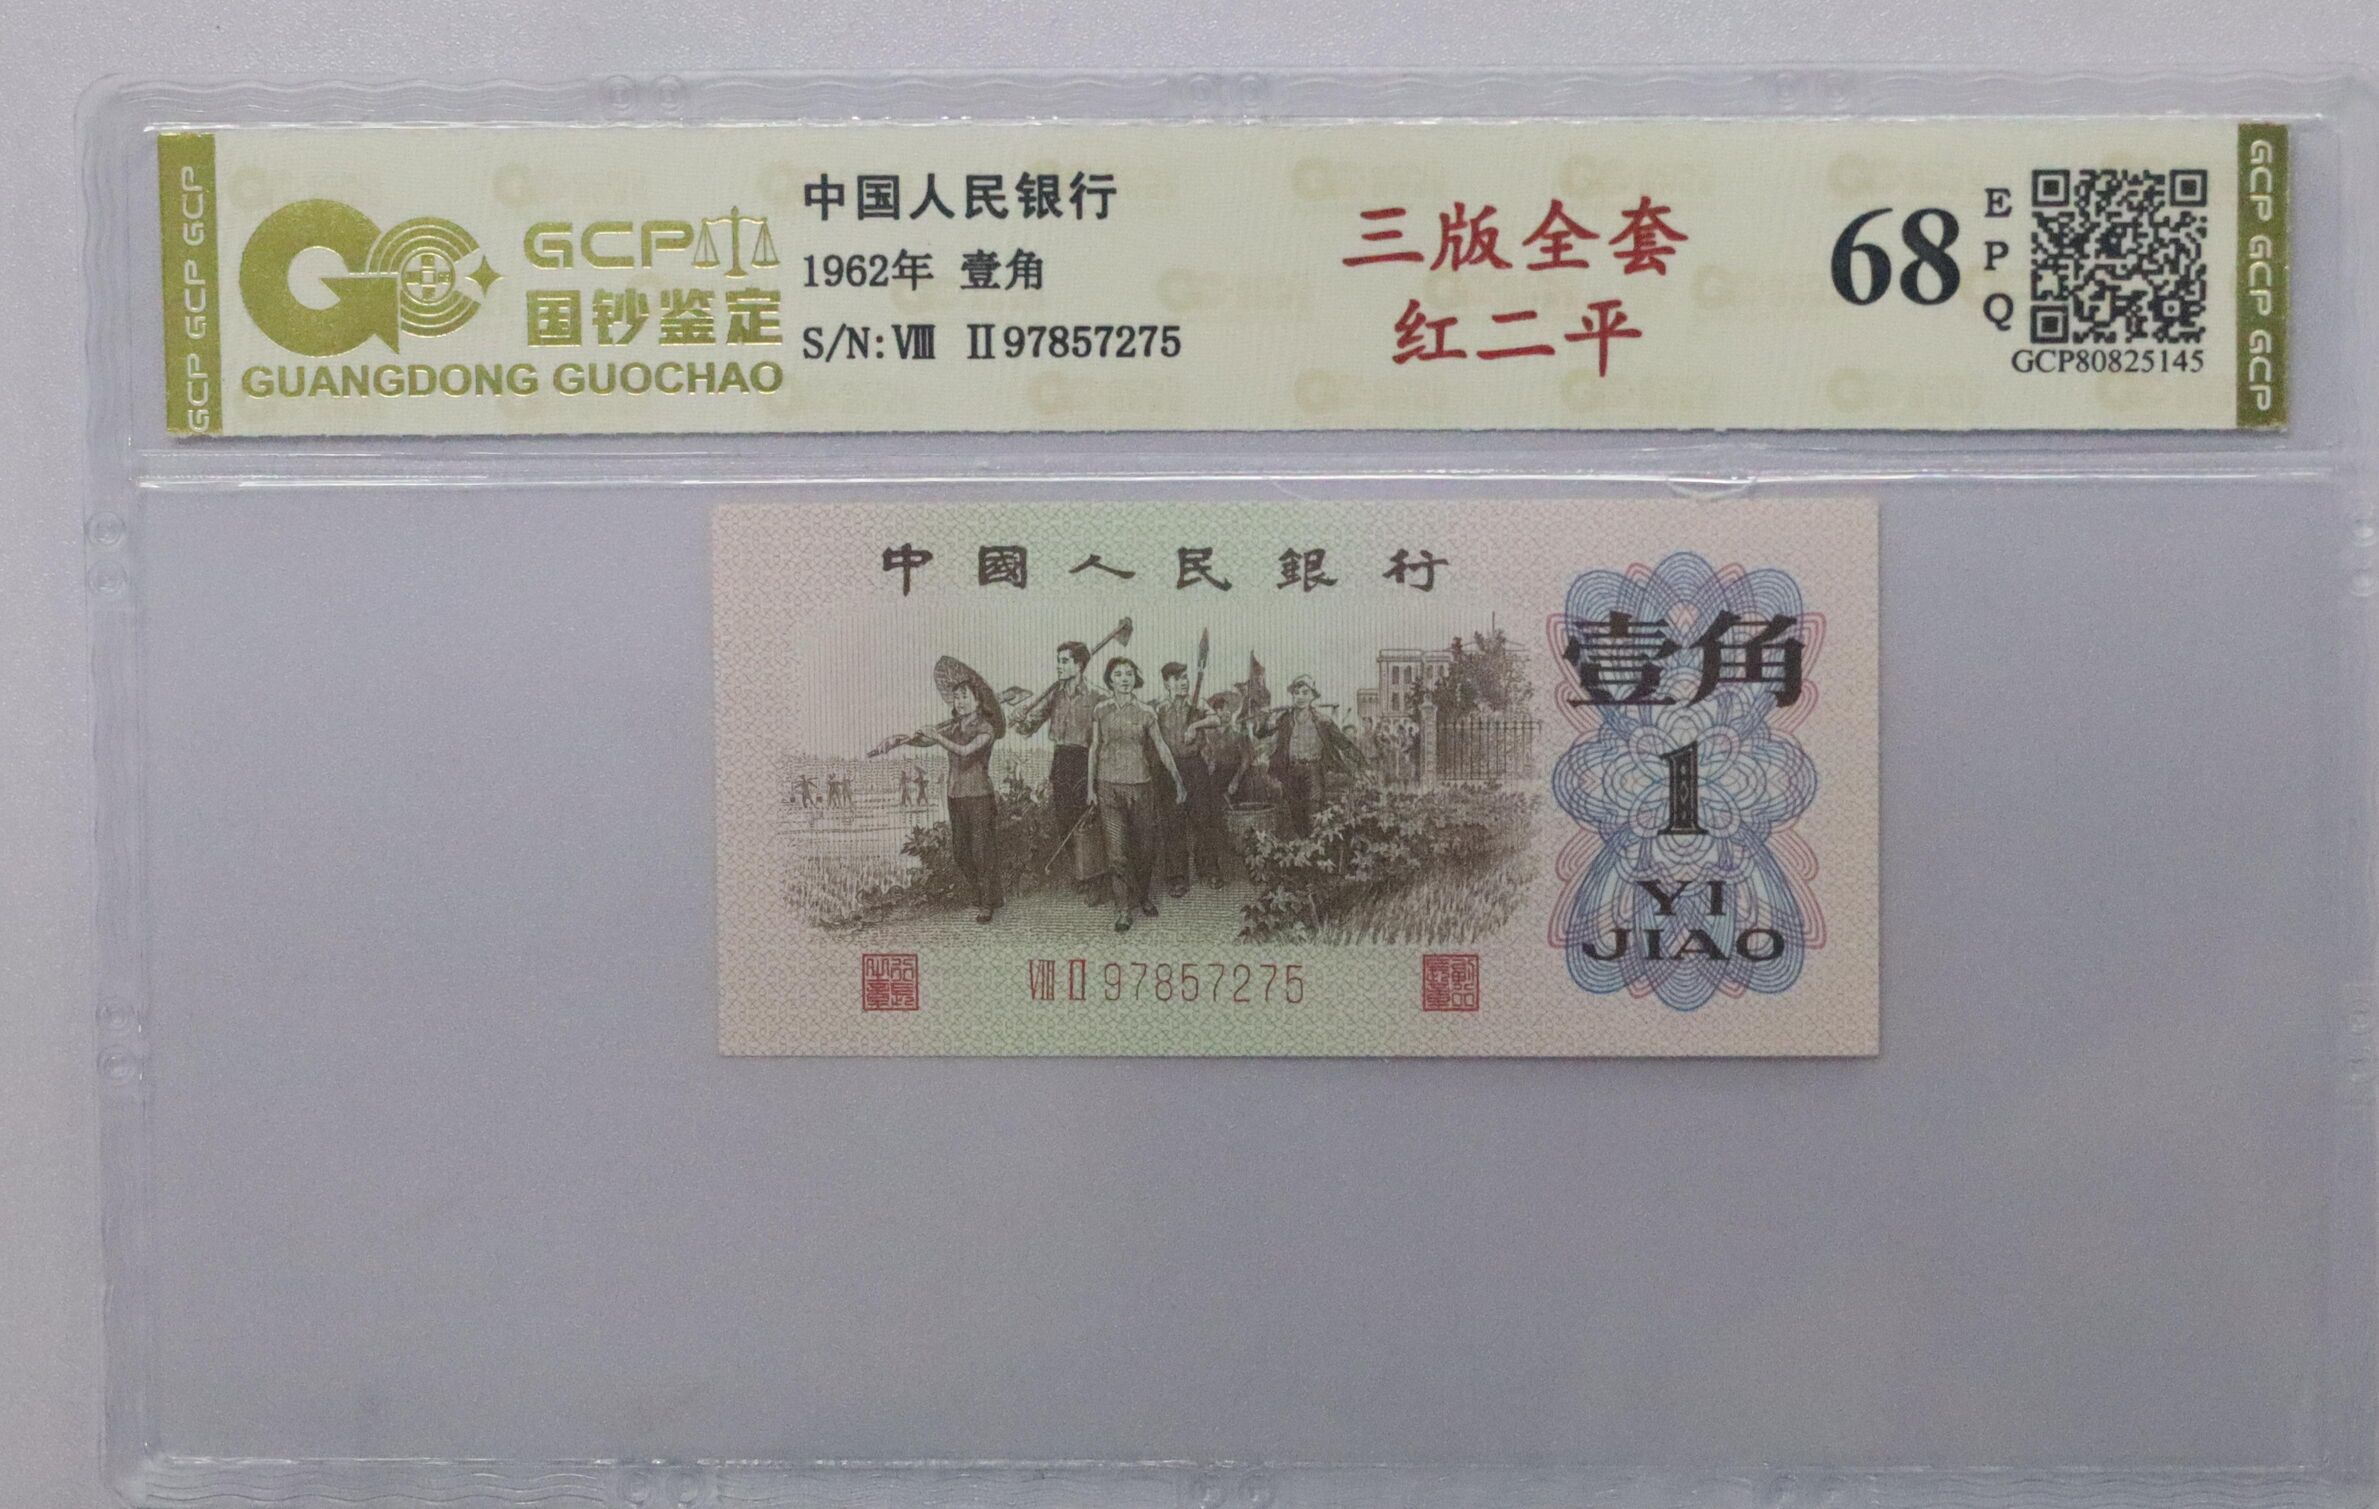 GCP GCP GCP
GCP
国钞鉴定
GUANGDONG GUOCHAO
中国人民银行
1962年 壹角
S/N:Ⅷ Ⅱ97857275
三版全套
红二平
68
EPQ
GCP80825145
GCP GCP GCP
中國人民銀行
壹角
1
YI
JIAO
Ⅷ Ⅱ 97857275